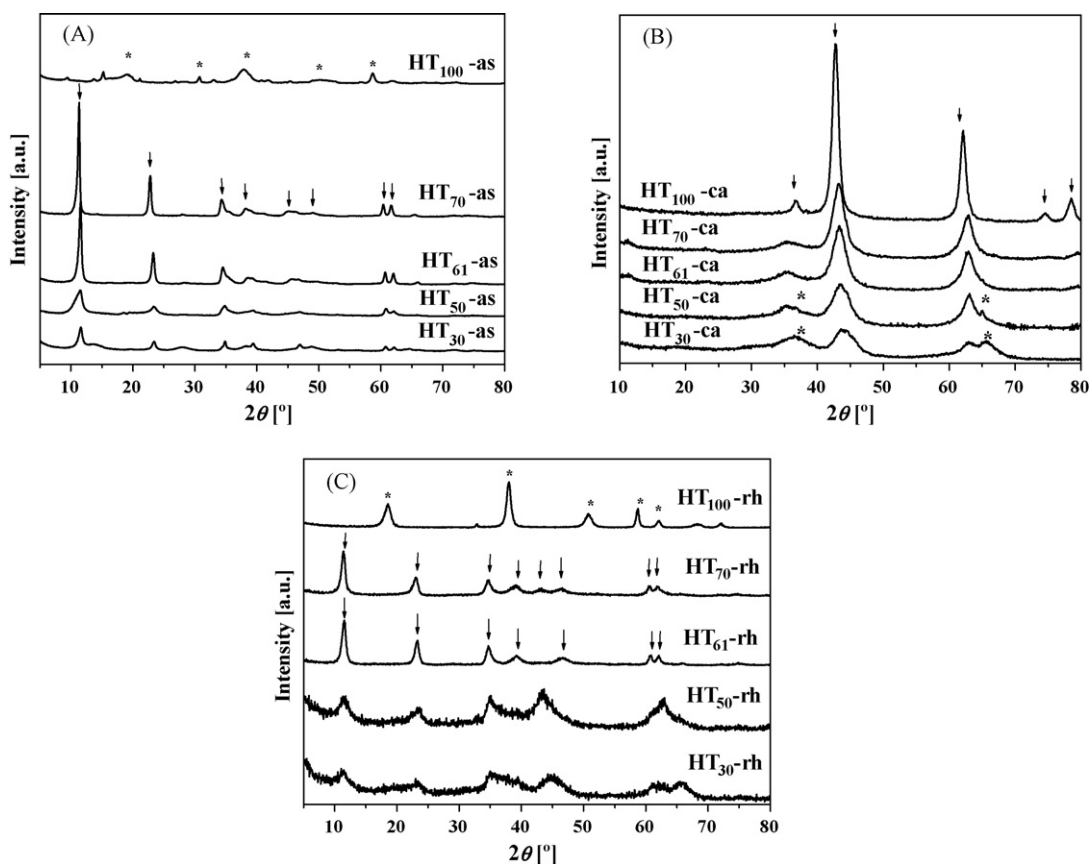 (A)
*
*
*
*
*
HT₁₀₀-as
HT₇₀-as
HT₆₁-as
HT₅₀-as
HT₃₀-as
Intensity [a.u.]
10 20 30 40 50 60 70 80
2θ [º]
(B)
HT₁₀₀-ca
HT₇₀-ca
HT₆₁-ca
HT₅₀-ca
*
*
HT₃₀-ca
*
*
Intensity [a.u.]
10 20 30 40 50 60 70 80
2θ [º]
(C)
*
*
*
*
*
HT₁₀₀-rh
HT₇₀-rh
HT₆₁-rh
HT₅₀-rh
HT₃₀-rh
Intensity [a.u.]
10 20 30 40 50 60 70 80
2θ [º]